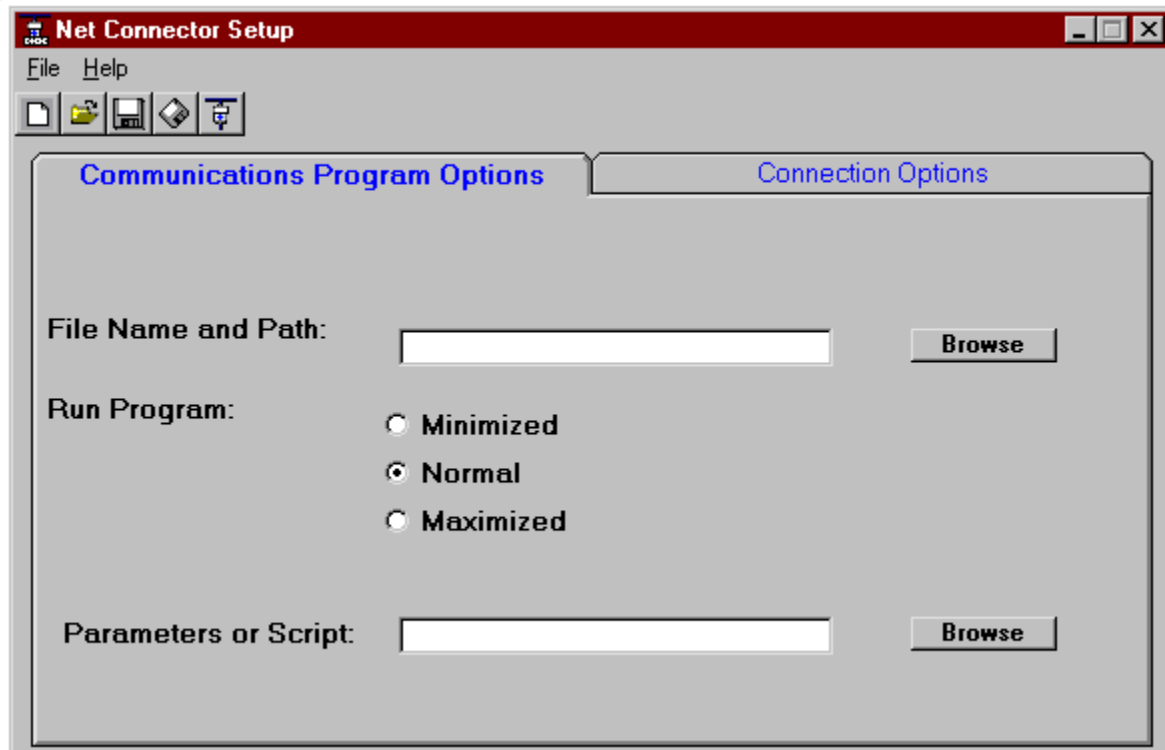 Net Connector Setup
File Help
Communications Program Options
Connection Options
File Name and Path:
Browse
Run Program:
Minimized
Normal
Maximized
Parameters or Script:
Browse